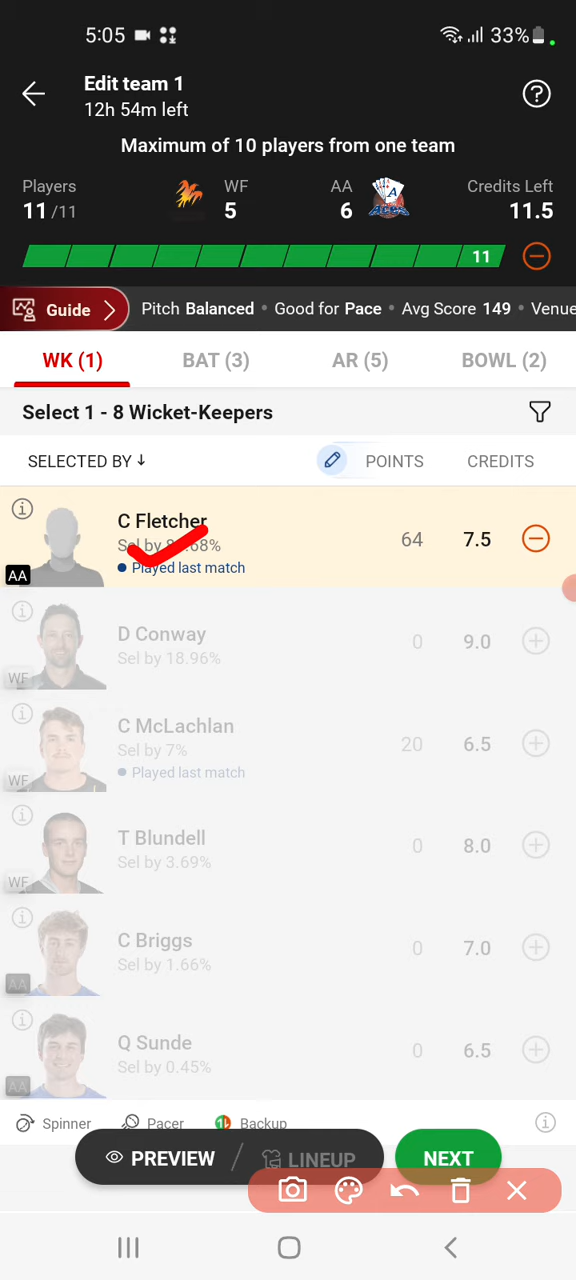 5:05 33%
Edit team 1
12h 54m left
Maximum of 10 players from one team
Players WF AA Credits Left
11/11 5 6 11.5
11
Guide Pitch Balanced • Good for Pace • Avg Score 149 • Venue
WK (1) BAT (3) AR (5) BOWL (2)
Select 1 - 8 Wicket-Keepers
SELECTED BY ↓ POINTS CREDITS
C Fletcher
Sel by 68%
64 7.5
AA • Played last match
D Conway
Sel by 18.96%
0 9.0
WF
C McLachlan
Sel by 7%
20 6.5
WF • Played last match
T Blundell
Sel by 3.69%
0 8.0
WF
C Briggs
Sel by 1.66%
0 7.0
AA
Q Sunde
Sel by 0.45%
0 6.5
AA
Spinner Pacer Backup
PREVIEW / LINEUP NEXT